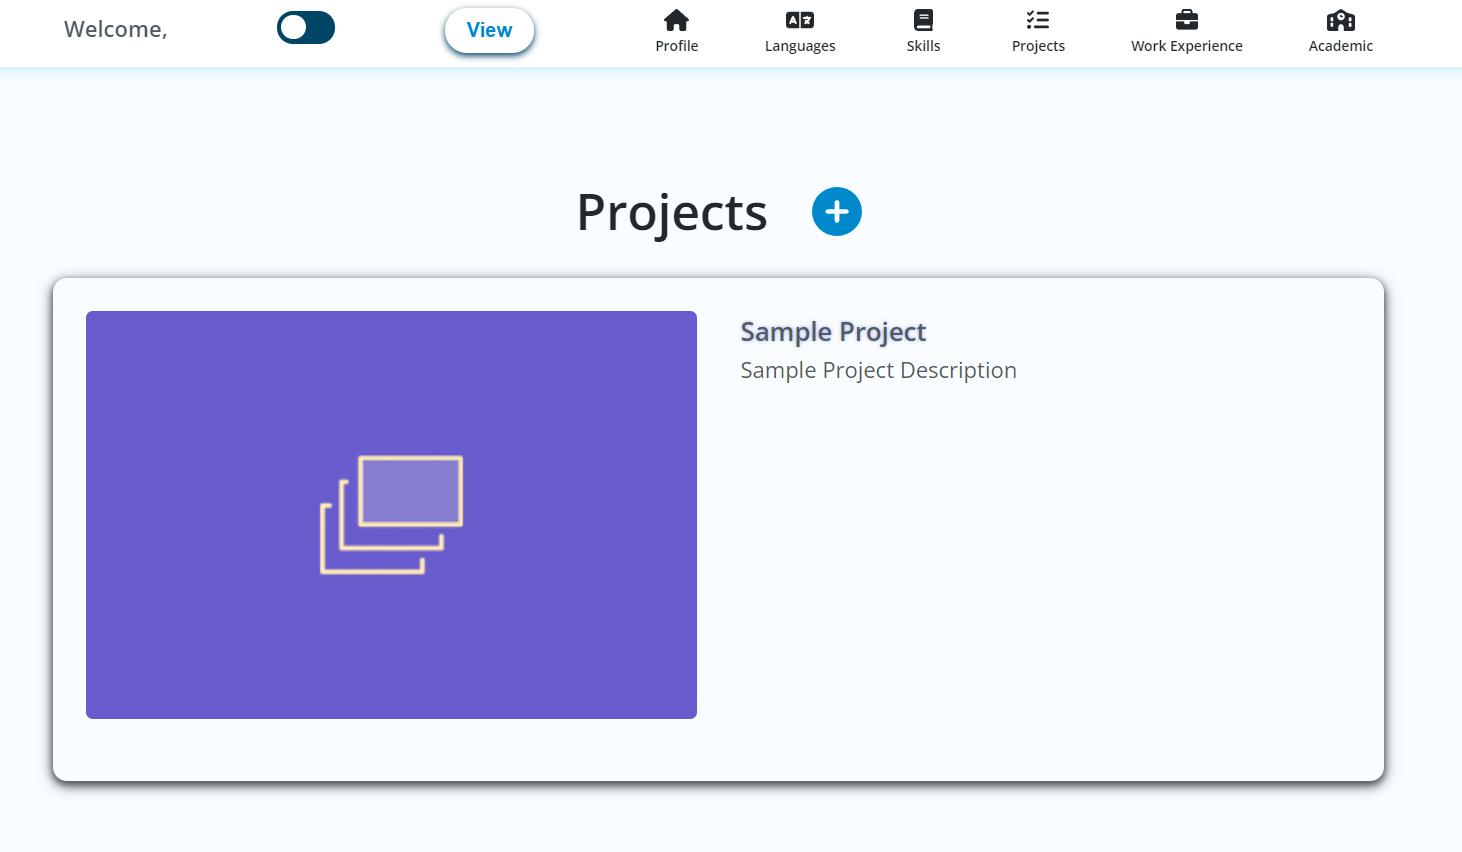 Welcome,
View
Profile
Languages
Skills
Projects
Work Experience
Academic
Projects
Sample Project
Sample Project Description